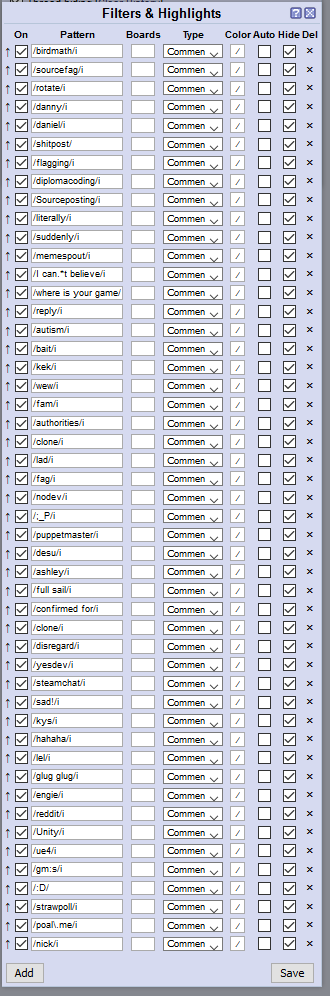 Filters & Highlights
On Pattern Boards Type Color Auto Hide Del
/birdmath/i Commen
/sourcefag/i Commen
/rotate/i Commen
/danny/i Commen
/daniel/i Commen
/shitpost/ Commen
/flagging/i Commen
/diplomacoding/i Commen
/Sourceposting/i Commen
/literally/i Commen
/suddenly/i Commen
/memespout/i Commen
/I can.*t believe/i Commen
/where is your game/ Commen
/reply/i Commen
/autism/i Commen
/bait/i Commen
/kek/i Commen
/wew/i Commen
/fam/i Commen
/authorities/i Commen
/clone/i Commen
/lad/i Commen
/fag/i Commen
/nodev/i Commen
/;_P/i Commen
/puppetmaster/i Commen
/desu/i Commen
/ashley/i Commen
/full sail/i Commen
/confirmed for/i Commen
/clone/i Commen
/disregard/i Commen
/yesdev/i Commen
/steamchat/i Commen
/sad!/i Commen
/kys/i Commen
/hahaha/i Commen
/lel/i Commen
/glug glug/i Commen
/engie/i Commen
/reddit/i Commen
/Unity/i Commen
/ue4/i Commen
/gm:s/i Commen
/:D/ Commen
/strawpoll/i Commen
/poal\.me/i Commen
/nick/i Commen
Add Save